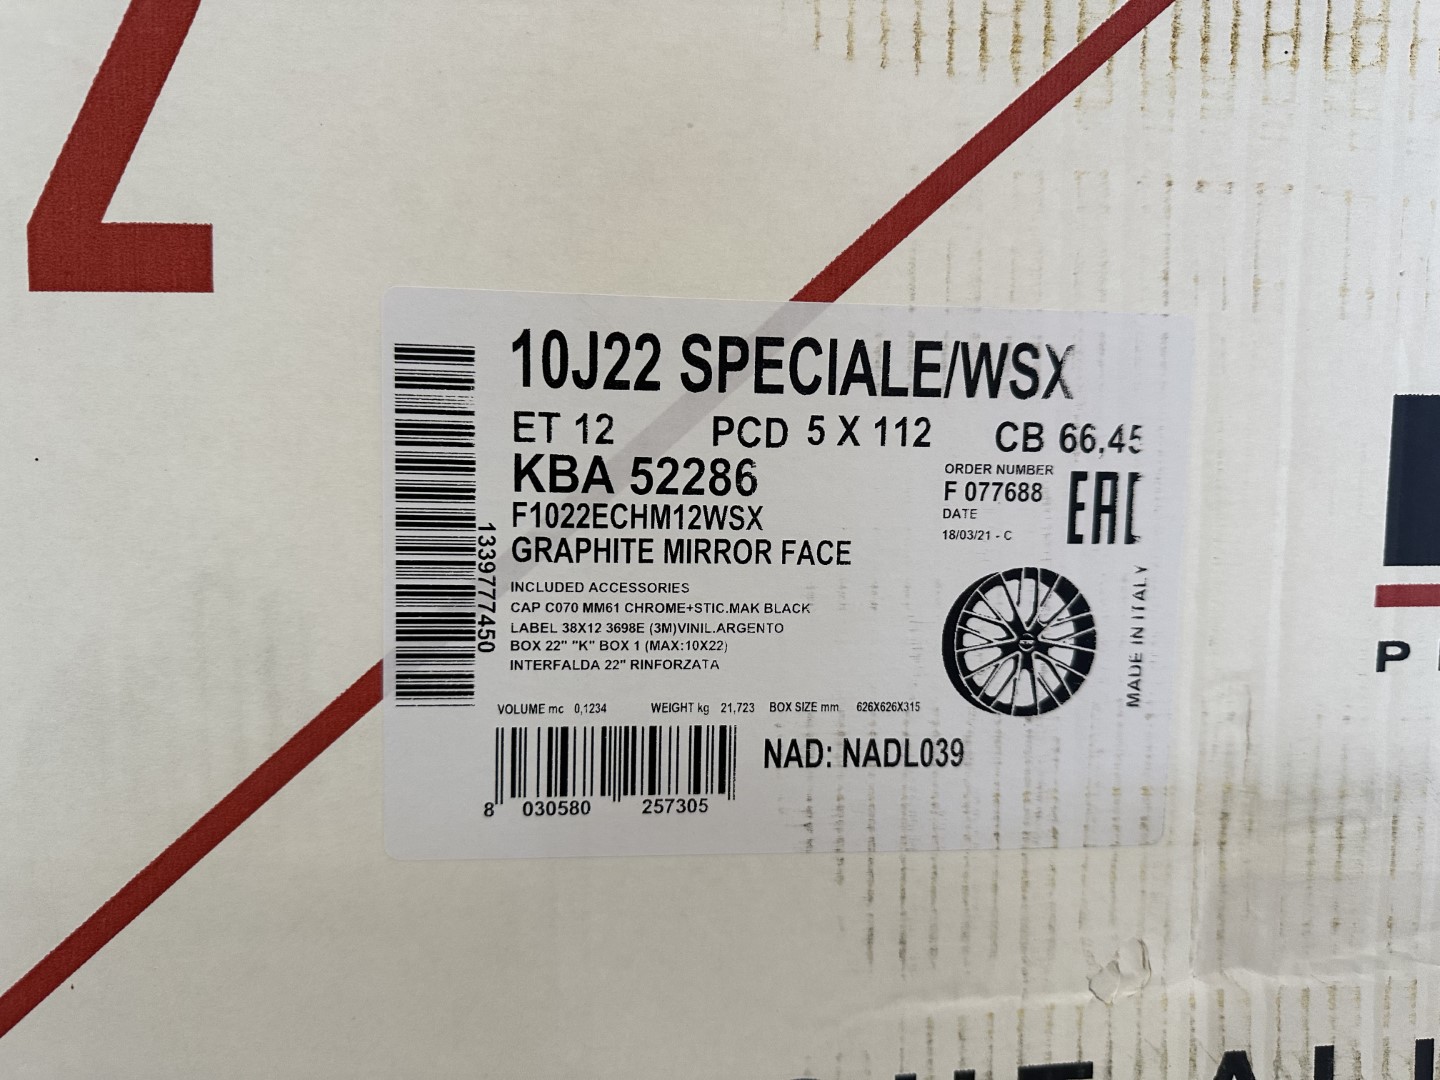 10J22 SPECIALE/WSX
ET 12 PCD 5 X 112 CB 66,45
KBA 52286
ORDER NUMBER
F 077688
DATE
18/03/21 - C
EAC
F1022ECHM12WSX
GRAPHITE MIRROR FACE
1339777450
INCLUDED ACCESSORIES
CAP C070 MM61 CHROME+STIC.MAK BLACK
LABEL 38X12 3698E (3M)VINIL.ARGENTO
BOX 22" "K" BOX 1 (MAX:10X22)
INTERFALDA 22" RINFORZATA
MADE IN ITALY
VOLUME mc 0,1234 WEIGHT kg 21,723 BOX SIZE mm 626X626X315
NAD: NADL039
8 030580 257305